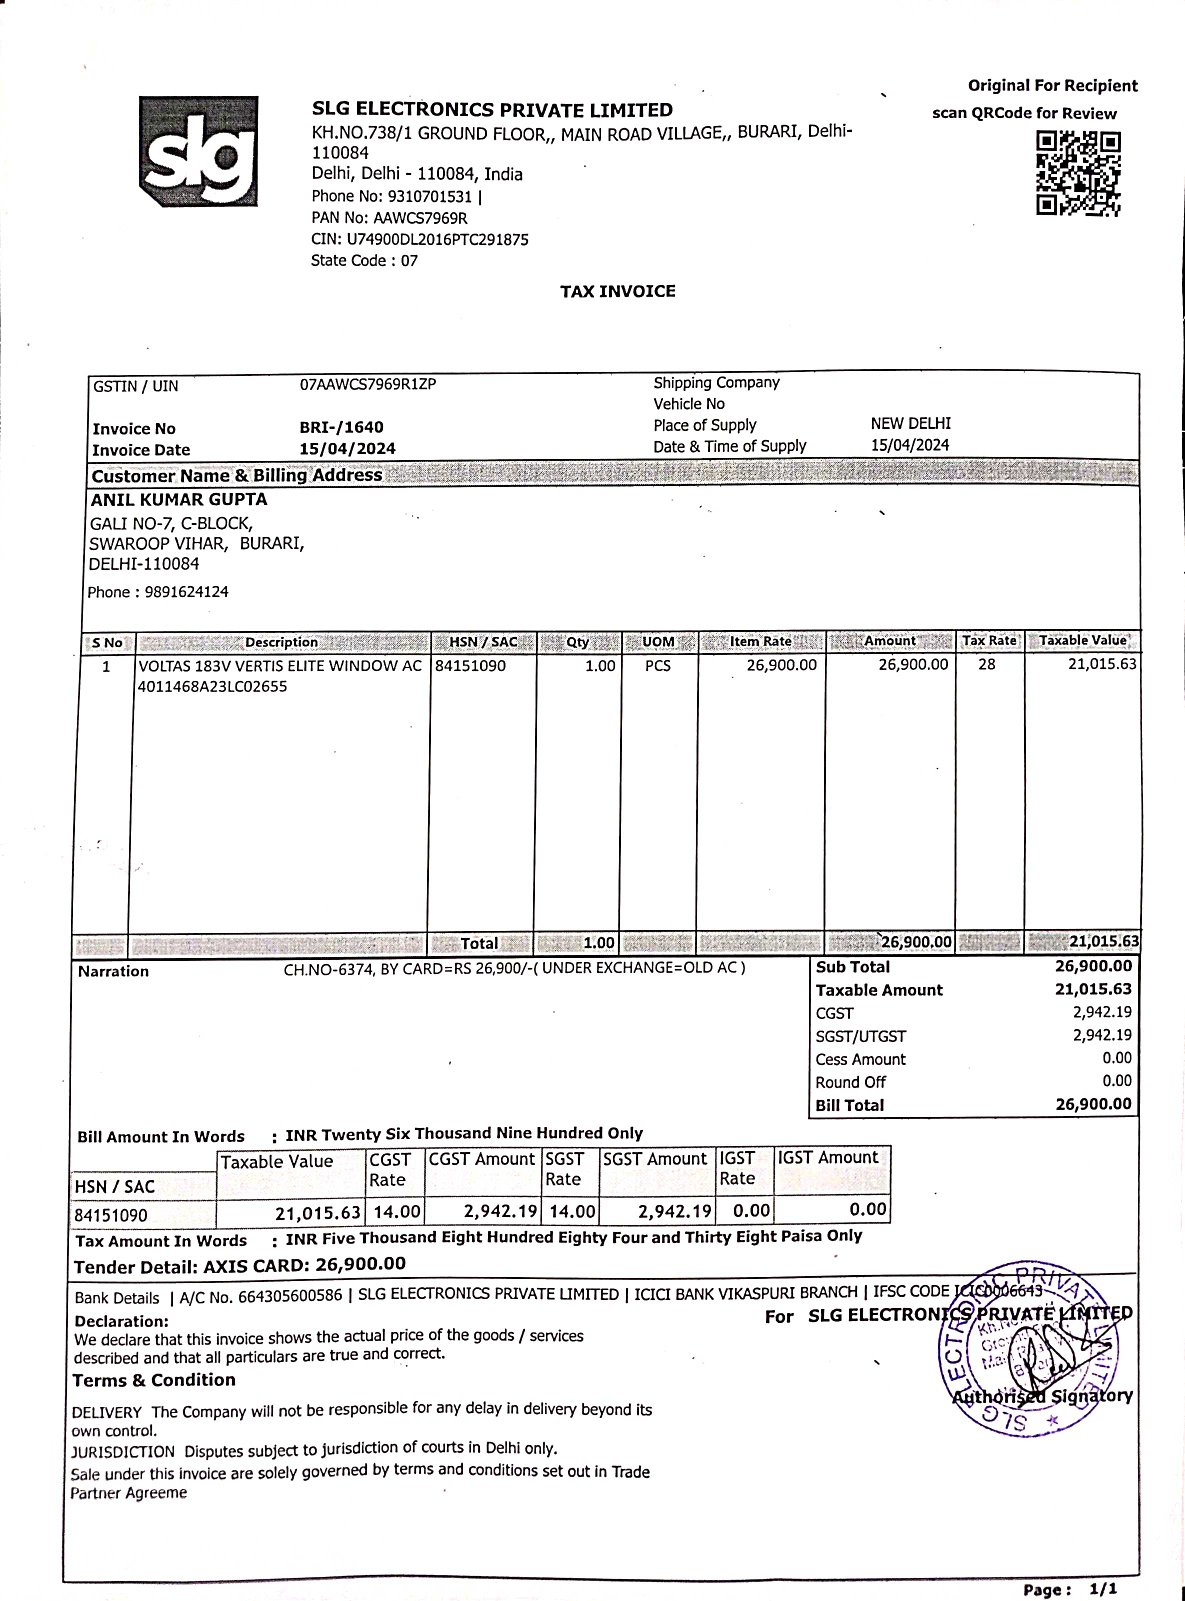 Original For Recipient
scan QRCode for Review
slg
SLG ELECTRONICS PRIVATE LIMITED
KH.NO.738/1 GROUND FLOOR,, MAIN ROAD VILLAGE,, BURARI, Delhi-
110084
Delhi, Delhi - 110084, India
Phone No: 9310701531 |
PAN No: AAWCS7969R
CIN: U74900DL2016PTC291875
State Code : 07
TAX INVOICE
GSTIN / UIN 07AAWCS7969R1ZP Shipping Company
Vehicle No
Invoice No BRI-/1640 Place of Supply NEW DELHI
Invoice Date 15/04/2024 Date & Time of Supply 15/04/2024
Customer Name & Billing Address
ANIL KUMAR GUPTA
GALI NO-7, C-BLOCK,
SWAROOP VIHAR, BURARI,
DELHI-110084
Phone : 9891624124
S No Description HSN / SAC Qty UOM Item Rate Amount Tax Rate Taxable Value
1 VOLTAS 183V VERTIS ELITE WINDOW AC 84151090 1.00 PCS 26,900.00 26,900.00 28 21,015.63
4011468A23LC02655
Total 1.00 26,900.00 21,015.63
Narration CH.NO-6374, BY CARD=RS 26,900/-( UNDER EXCHANGE=OLD AC )
Sub Total 26,900.00
Taxable Amount 21,015.63
CGST 2,942.19
SGST/UTGST 2,942.19
Cess Amount 0.00
Round Off 0.00
Bill Total 26,900.00
Bill Amount In Words : INR Twenty Six Thousand Nine Hundred Only
HSN / SAC Taxable Value CGST Rate CGST Amount SGST Rate SGST Amount IGST Rate IGST Amount
84151090 21,015.63 14.00 2,942.19 14.00 2,942.19 0.00 0.00
Tax Amount In Words : INR Five Thousand Eight Hundred Eighty Four and Thirty Eight Paisa Only
Tender Detail: AXIS CARD: 26,900.00
Bank Details | A/C No. 664305600586 | SLG ELECTRONICS PRIVATE LIMITED | ICICI BANK VIKASPURI BRANCH | IFSC CODE ICIC0006643
For SLG ELECTRONICS PRIVATE LIMITED
Declaration:
We declare that this invoice shows the actual price of the goods / services
described and that all particulars are true and correct.
Terms & Condition
Authorised Signatory
DELIVERY The Company will not be responsible for any delay in delivery beyond its
own control.
JURISDICTION Disputes subject to jurisdiction of courts in Delhi only.
Sale under this invoice are solely governed by terms and conditions set out in Trade
Partner Agreeme
Page : 1/1